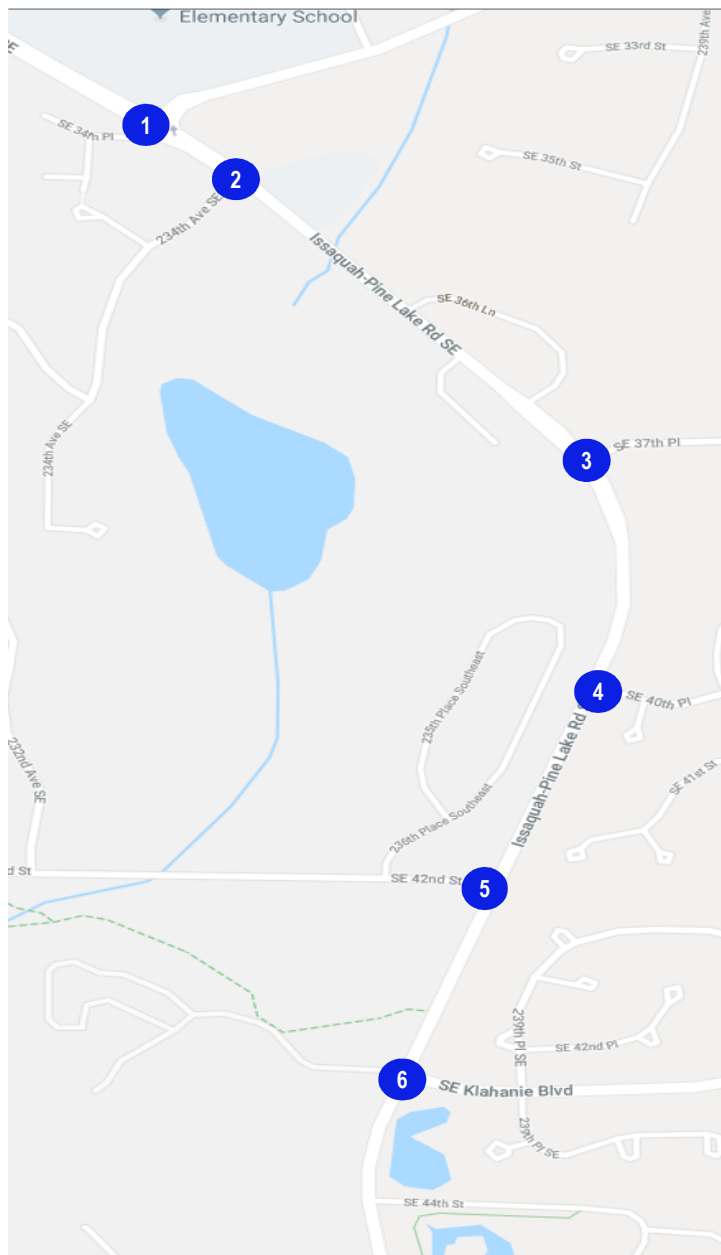 Elementary School
SE
SE 33rd St
239th Ave
1
SE 34th Pl
2
SE 35th St
234th Ave SE
Issaquah-Pine Lake Rd SE
SE 36th Ln
234th Ave SE
3
SE 37th Pl
235th Place Southeast
4
SE 40th Pl
Issaquah-Pine Lake Rd
232nd Ave SE
SE 41st St
236th Place Southeast
d St
SE 42nd St
5
239th Pl SE
SE 42nd Pl
6
SE Klahanie Blvd
239th Pl SE
SE 44th St